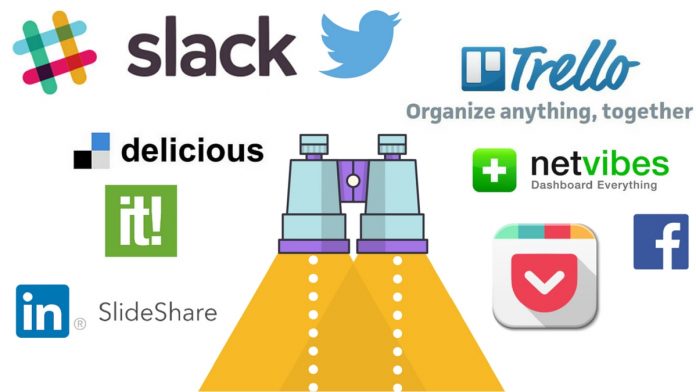 slack
Trello
Organize anything, together
delicious
netvibes
Dashboard Everything
it!
f
in ® SlideShare